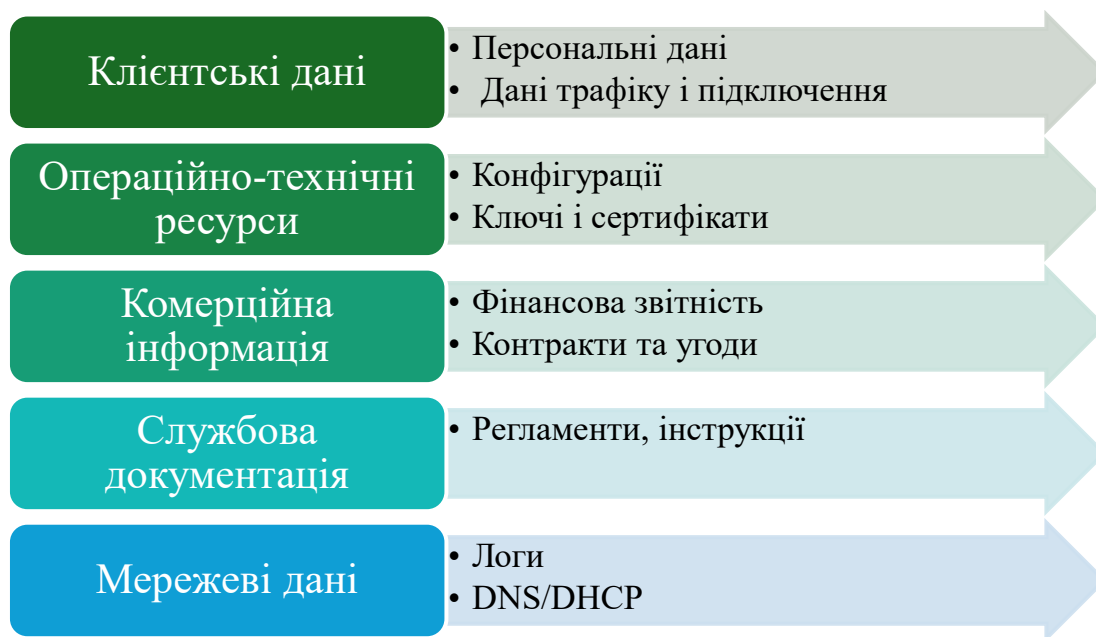 Клієнтські дані
• Персональні дані
• Дані трафіку і підключення
Операційно-технічні
ресурси
• Конфігурації
• Ключі і сертифікати
Комерційна
інформація
• Фінансова звітність
• Контракти та угоди
Службова
документація
• Регламенти, інструкції
Мережеві дані
• Логи
• DNS/DHCP